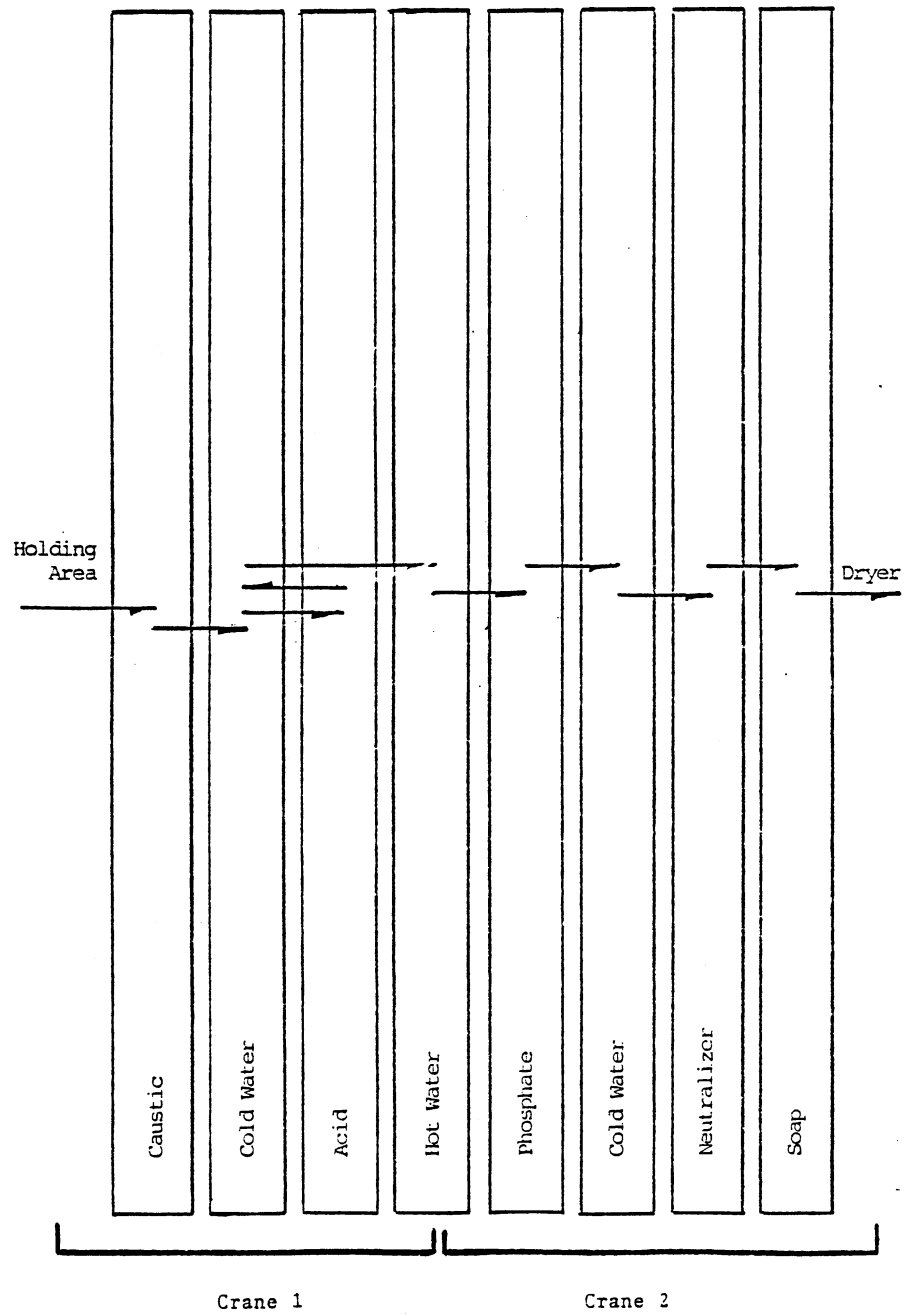 Holding
Area
Dryer
Caustic
Cold Water
Acid
Hot Water
Phosphate
Cold Water
Neutralizer
Soap
Crane 1
Crane 2